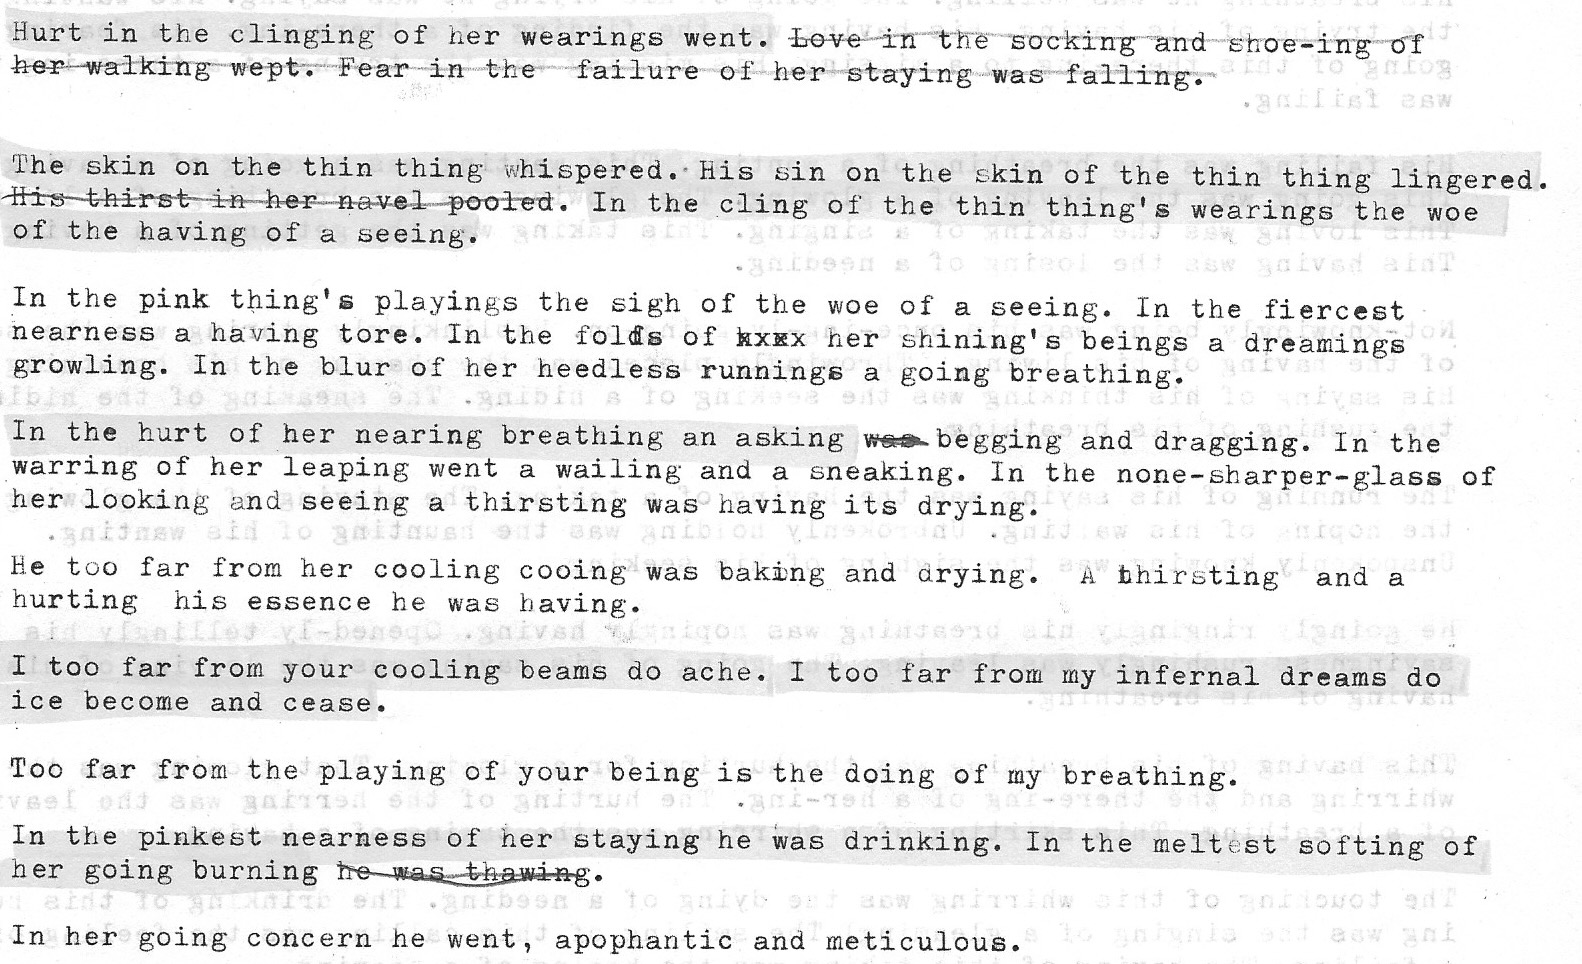 Hurt in the clinging of her wearings went. Love in the socking and shoe-ing of
her walking wept. Fear in the failure of her staying was falling.
The skin on the thin thing whispered. His sin on the skin of the thin thing lingered.
His thirst in her navel pooled. In the cling of the thin thing's wearings the woe
of the having of a seeing.
In the pink thing's playings the sigh of the woe of a seeing. In the fiercest
nearness a having tore. In the folds of xxxx her shining's beings a dreamings
growling. In the blur of her heedless runnings a going breathing.
In the hurt of her nearing breathing an asking was begging and dragging. In the
warring of her leaping went a wailing and a sneaking. In the none-sharper-glass of
her looking and seeing a thirsting was having its drying.
He too far from her cooling cooing was baking and drying. A thirsting and a
hurting his essence he was having.
I too far from your cooling beams do ache. I too far from my infernal dreams do
ice become and cease.
Too far from the playing of your being is the doing of my breathing.
In the pinkest nearness of her staying he was drinking. In the meltest softing of
her going burning he was thawing.
In her going concern he went, apophantic and meticulous.